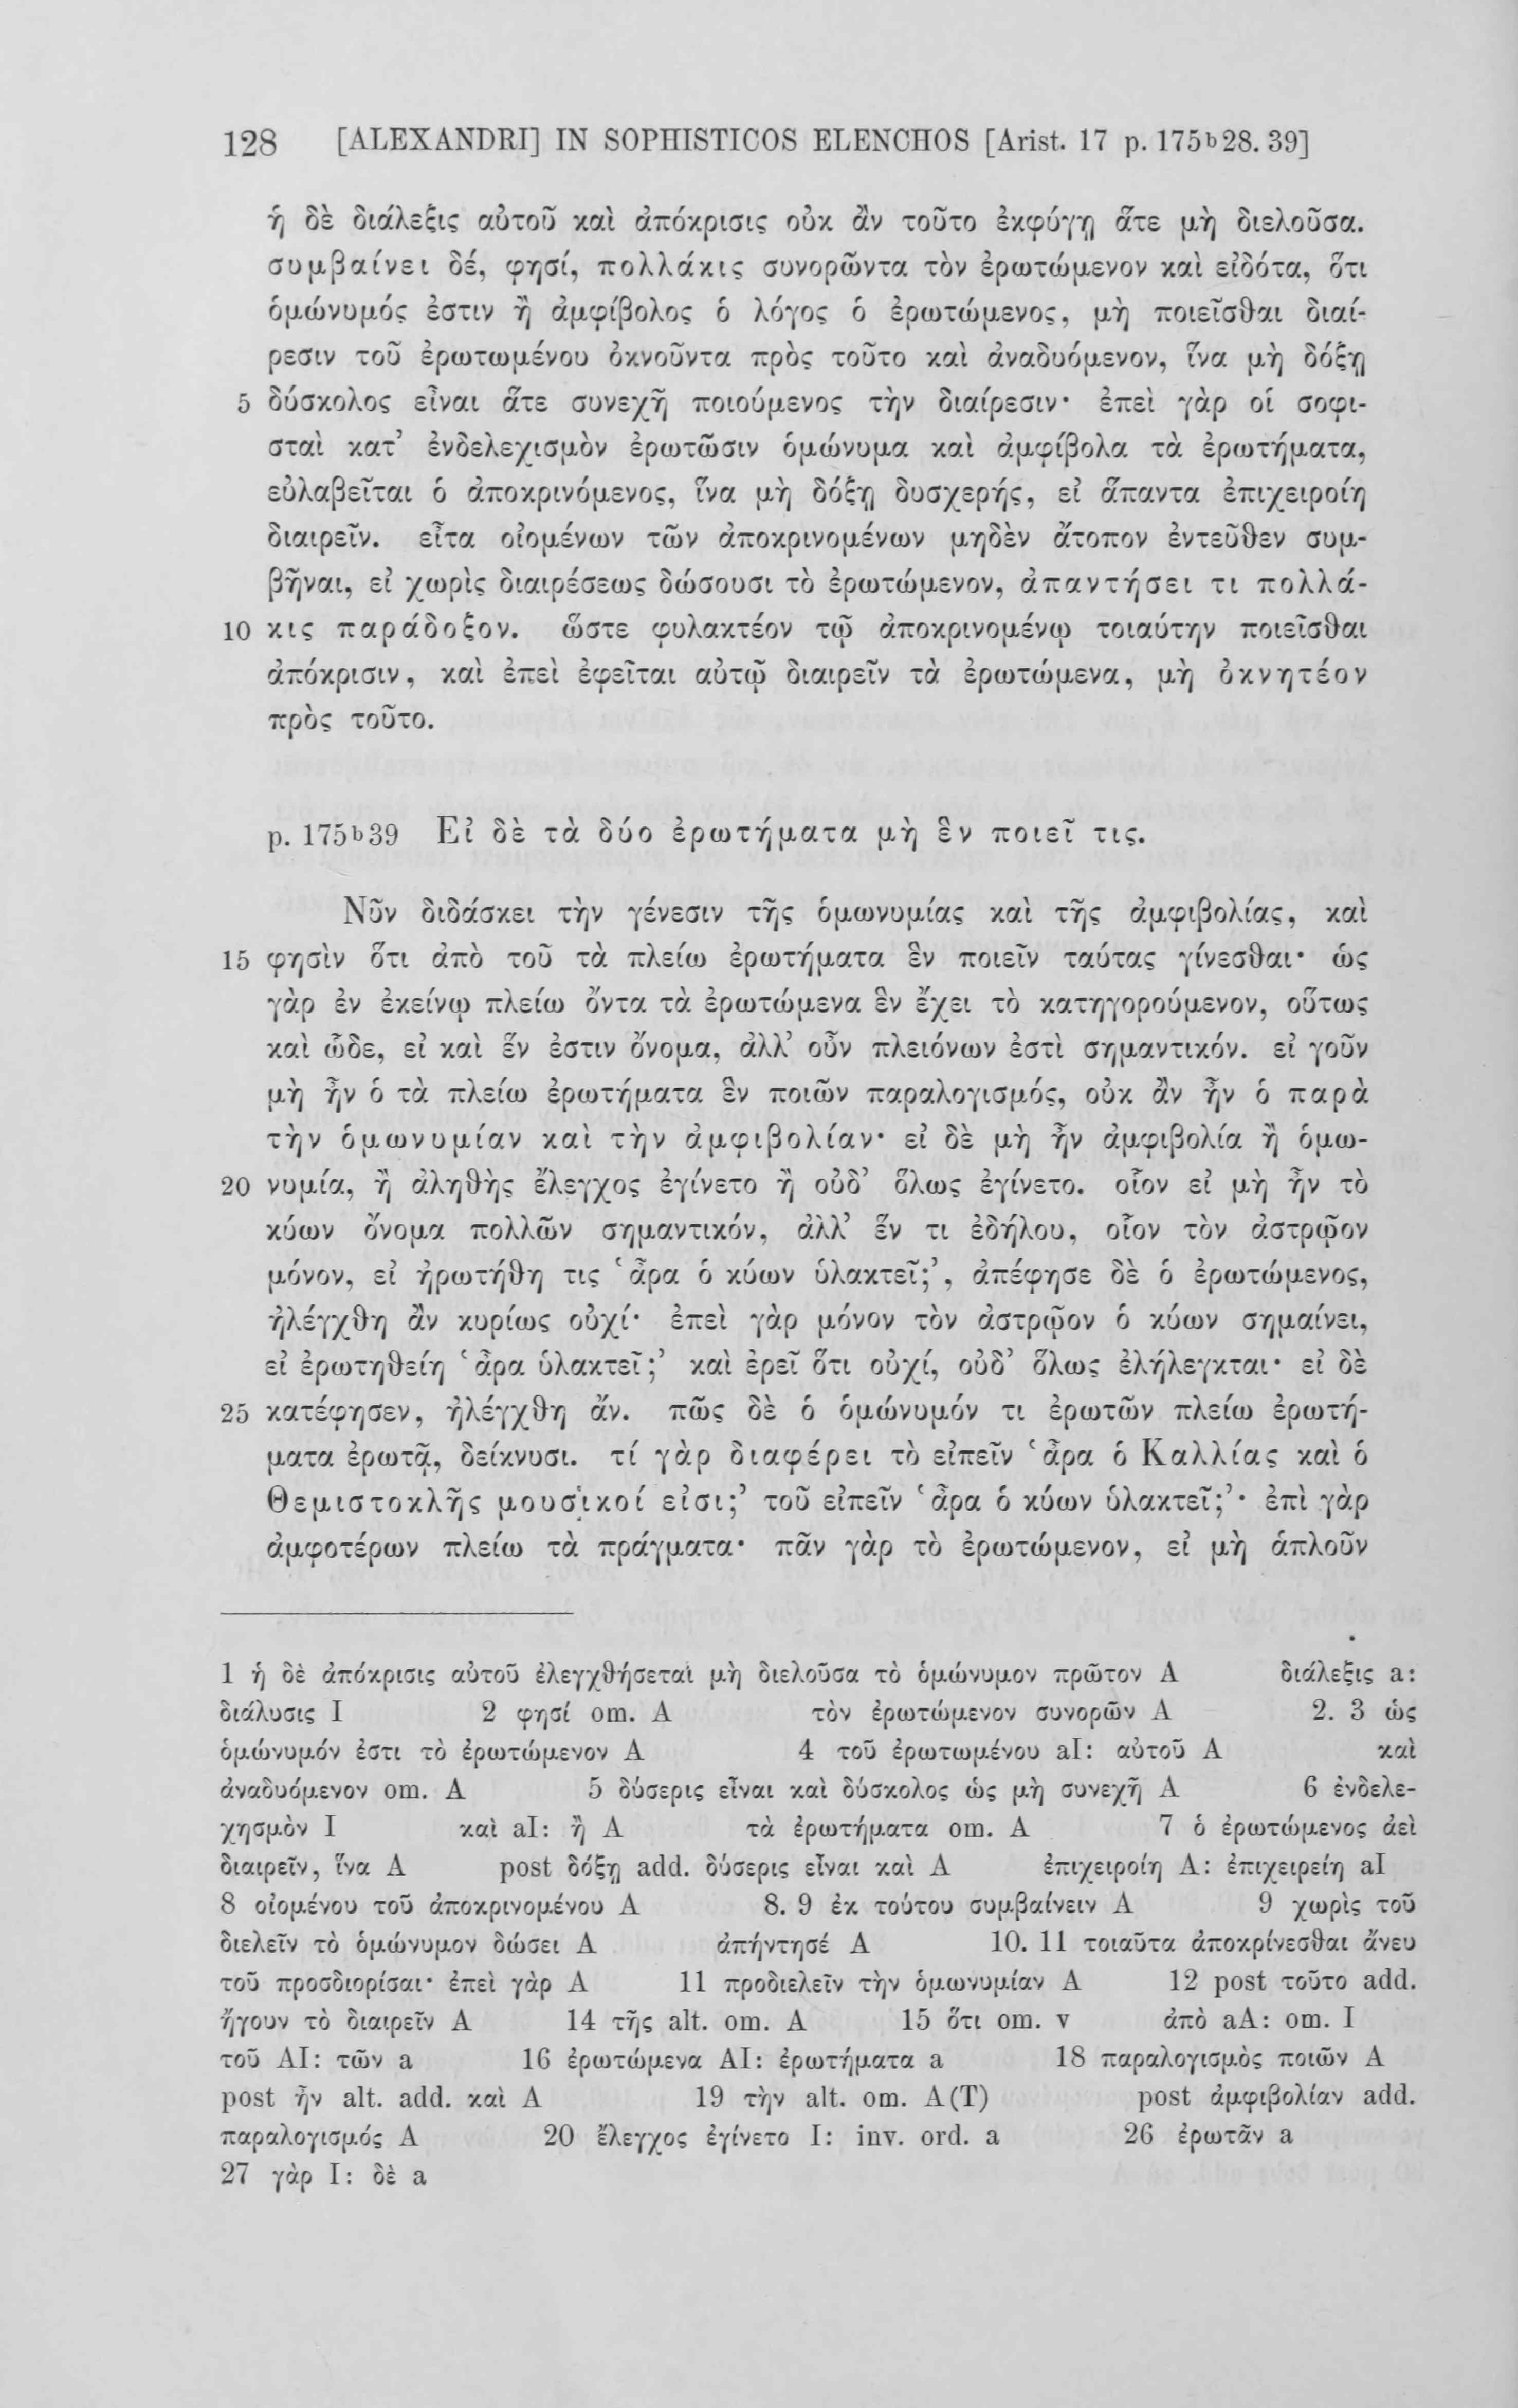 128 [ALEXANDRI] IN SOPHISTICOS ELENCHOS [Arist. 17 p. 175b28. 39]
ἡ δὲ διάλεξις αὐτοῦ καὶ ἀπόκρισις οὐκ ἂν τοῦτο ἐκφύγῃ ἅτε μὴ διελοῦσα.
συμβαίνει δέ, φησί, πολλάκις συνορῶντα τὸν ἐρωτώμενον καὶ εἰδότα, ὅτι
ὁμώνυμός ἐστιν ἢ ἀμφίβολος ὁ λόγος ὁ ἐρωτώμενος, μὴ ποιεῖσθαι διαί-
ρεσιν τοῦ ἐρωτωμένου ὀκνοῦντα πρὸς τοῦτο καὶ ἀναδυόμενον, ἵνα μὴ δόξῃ
5 δύσκολος εἶναι ἅτε συνεχῆ ποιούμενος τὴν διαίρεσιν· ἐπεὶ γὰρ οἱ σοφι-
σταὶ κατ’ ἐνδελεχισμὸν ἐρωτῶσιν ὁμώνυμα καὶ ἀμφίβολα τὰ ἐρωτήματα,
εὐλαβεῖται ὁ ἀποκρινόμενος, ἵνα μὴ δόξῃ δυσχερής, εἰ ἅπαντα ἐπιχειροίη
διαιρεῖν. εἶτα οἰομένων τῶν ἀποκρινομένων μηδὲν ἄτοπον ἐντεῦθεν συμ-
βῆναι, εἰ χωρὶς διαιρέσεως δώσουσι τὸ ἐρωτώμενον, ἀπαντήσει τι πολλά-
10 κις παράδοξον. ὥστε φυλακτέον τῷ ἀποκρινομένῳ τοιαύτην ποιεῖσθαι
ἀπόκρισιν, καὶ ἐπεὶ ἐφεῖται αὐτῷ διαιρεῖν τὰ ἐρωτώμενα, μὴ ὀκνητέον
πρὸς τοῦτο.
p. 175b39 Εἰ δὲ τὰ δύο ἐρωτήματα μὴ ἓν ποιεῖ τις.
Νῦν διδάσκει τὴν γένεσιν τῆς ὁμωνυμίας καὶ τῆς ἀμφιβολίας, καὶ
15 φησὶν ὅτι ἀπὸ τοῦ τὰ πλείω ἐρωτήματα ἓν ποιεῖν ταύτας γίνεσθαι· ὡς
γὰρ ἐν ἐκείνῳ πλείω ὄντα τὰ ἐρωτώμενα ἓν ἔχει τὸ κατηγορούμενον, οὕτως
καὶ ὧδε, εἰ καὶ ἕν ἐστιν ὄνομα, ἀλλ’ οὖν πλειόνων ἐστὶ σημαντικόν. εἰ γοῦν
μὴ ἦν ὁ τὰ πλείω ἐρωτήματα ἓν ποιῶν παραλογισμός, οὐκ ἂν ἦν ὁ παρὰ
τὴν ὁμωνυμίαν καὶ τὴν ἀμφιβολίαν· εἰ δὲ μὴ ἦν ἀμφιβολία ἢ ὁμω-
20 νυμία, ἢ ἀληθὴς ἔλεγχος ἐγίνετο ἢ οὐδ’ ὅλως ἐγίνετο. οἷον εἰ μὴ ἦν τὸ
κύων ὄνομα πολλῶν σημαντικόν, ἀλλ’ ἕν τι ἐδήλου, οἷον τὸν ἀστρῷον
μόνον, εἰ ἠρωτήθη τις ‘ἆρα ὁ κύων ὑλακτεῖ;’, ἀπέφησε δὲ ὁ ἐρωτώμενος,
ἠλέγχθη ἂν κυρίως οὐχί· ἐπεὶ γὰρ μόνον τὸν ἀστρῷον ὁ κύων σημαίνει,
εἰ ἐρωτηθείη ‘ἆρα ὑλακτεῖ;’ καὶ ἐρεῖ ὅτι οὐχί, οὐδ’ ὅλως ἐλήλεγκται· εἰ δὲ
25 κατέφησεν, ἠλέγχθη ἄν. πῶς δὲ ὁ ὁμώνυμόν τι ἐρωτῶν πλείω ἐρωτή-
ματα ἐρωτᾷ, δείκνυσι. τί γὰρ διαφέρει τὸ εἰπεῖν ‘ἆρα ὁ Καλλίας καὶ ὁ
Θεμιστοκλῆς μουσικοί εἰσι;’ τοῦ εἰπεῖν ‘ἆρα ὁ κύων ὑλακτεῖ;’· ἐπὶ γὰρ
ἀμφοτέρων πλείω τὰ πράγματα· πᾶν γὰρ τὸ ἐρωτώμενον, εἰ μὴ ἁπλοῦν
1 ἡ δὲ ἀπόκρισις αὐτοῦ ἐλεγχθήσεται μὴ διελοῦσα τὸ ὁμώνυμον πρῶτον A διάλεξις a:
διάλυσις I 2 φησί om. A τὸν ἐρωτώμενον συνορῶν A 2. 3 ὡς
ὁμώνυμόν ἐστι τὸ ἐρωτώμενον A 4 τοῦ ἐρωτωμένου aI: αὐτοῦ A καὶ
ἀναδυόμενον om. A 5 δύσερις εἶναι καὶ δύσκολος ὡς μὴ συνεχῆ A 6 ἐνδελε-
χησμὸν I καὶ aI: ἢ A τὰ ἐρωτήματα om. A 7 ὁ ἐρωτώμενος ἀεὶ
διαιρεῖν, ἵνα A post δόξῃ add. δύσερις εἶναι καὶ A ἐπιχειροίη A: ἐπιχειρείη aI
8 οἰομένου τοῦ ἀποκρινομένου A 8. 9 ἐκ τούτου συμβαίνειν A 9 χωρὶς τοῦ
διελεῖν τὸ ὁμώνυμον δώσει A ἀπήντησέ A 10. 11 τοιαῦτα ἀποκρίνεσθαι ἄνευ
τοῦ προσδιορίσαι· ἐπεὶ γὰρ A 11 προδιελεῖν τὴν ὁμωνυμίαν A 12 post τοῦτο add.
ἤγουν τὸ διαιρεῖν A 14 τῆς alt. om. A 15 ὅτι om. v ἀπὸ aA: om. I
τοῦ AI: τῶν a 16 ἐρωτώμενα AI: ἐρωτήματα a 18 παραλογισμὸς ποιῶν A
post ἦν alt. add. καὶ A 19 τὴν alt. om. A(T) post ἀμφιβολίαν add.
παραλογισμός A 20 ἔλεγχος ἐγίνετο I: inv. ord. a 26 ἐρωτᾶν a
27 γὰρ I: δὲ a